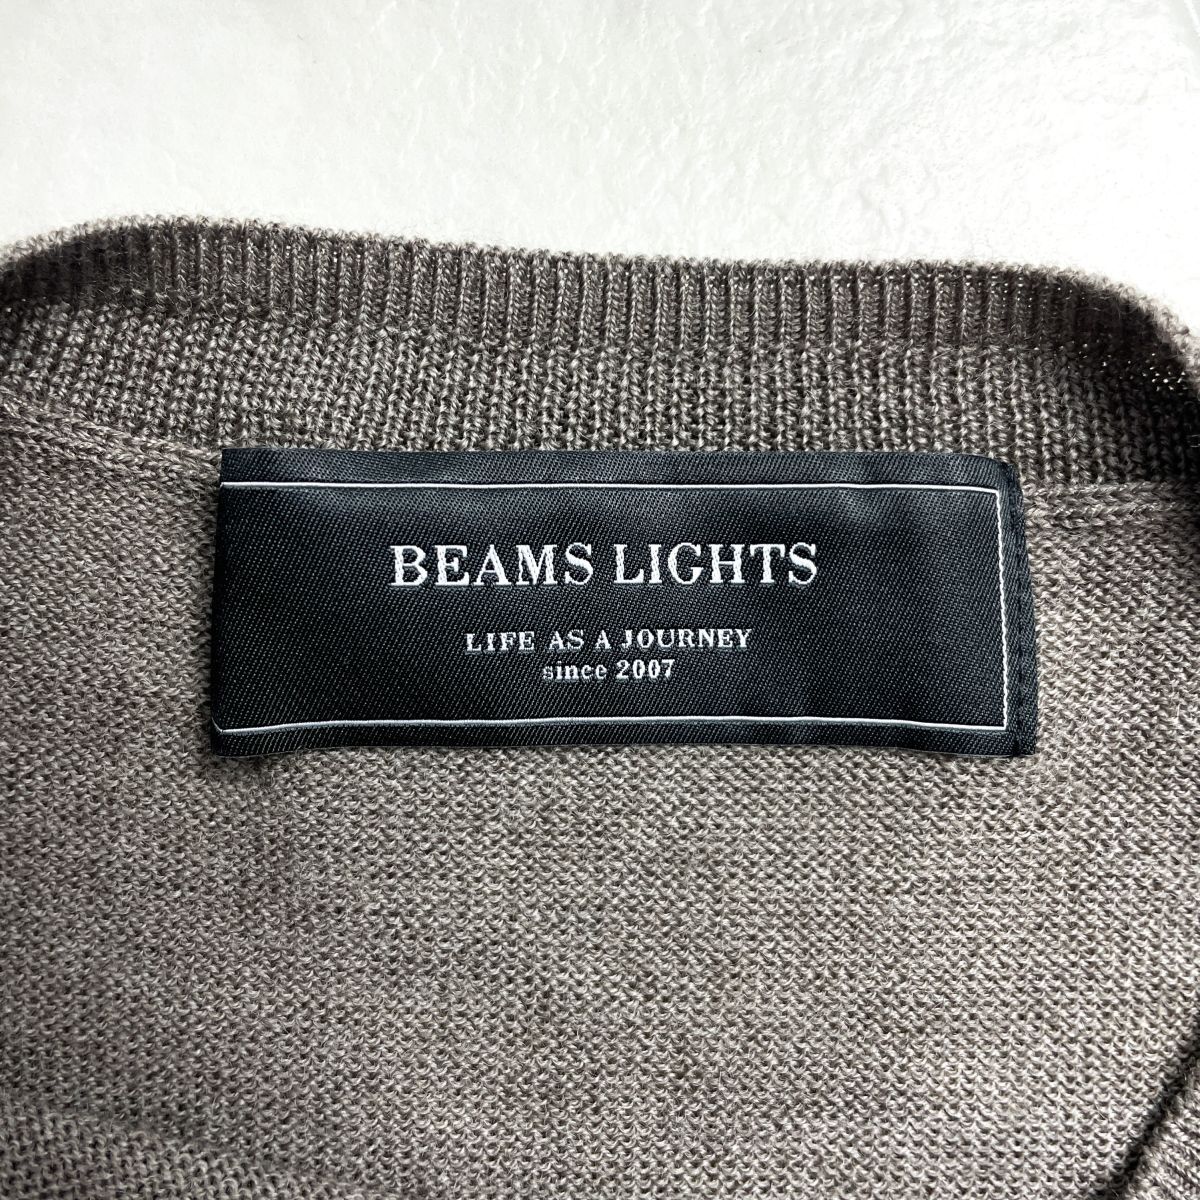 BEAMS LIGHTS
LIFE AS A JOURNEY
since 2007